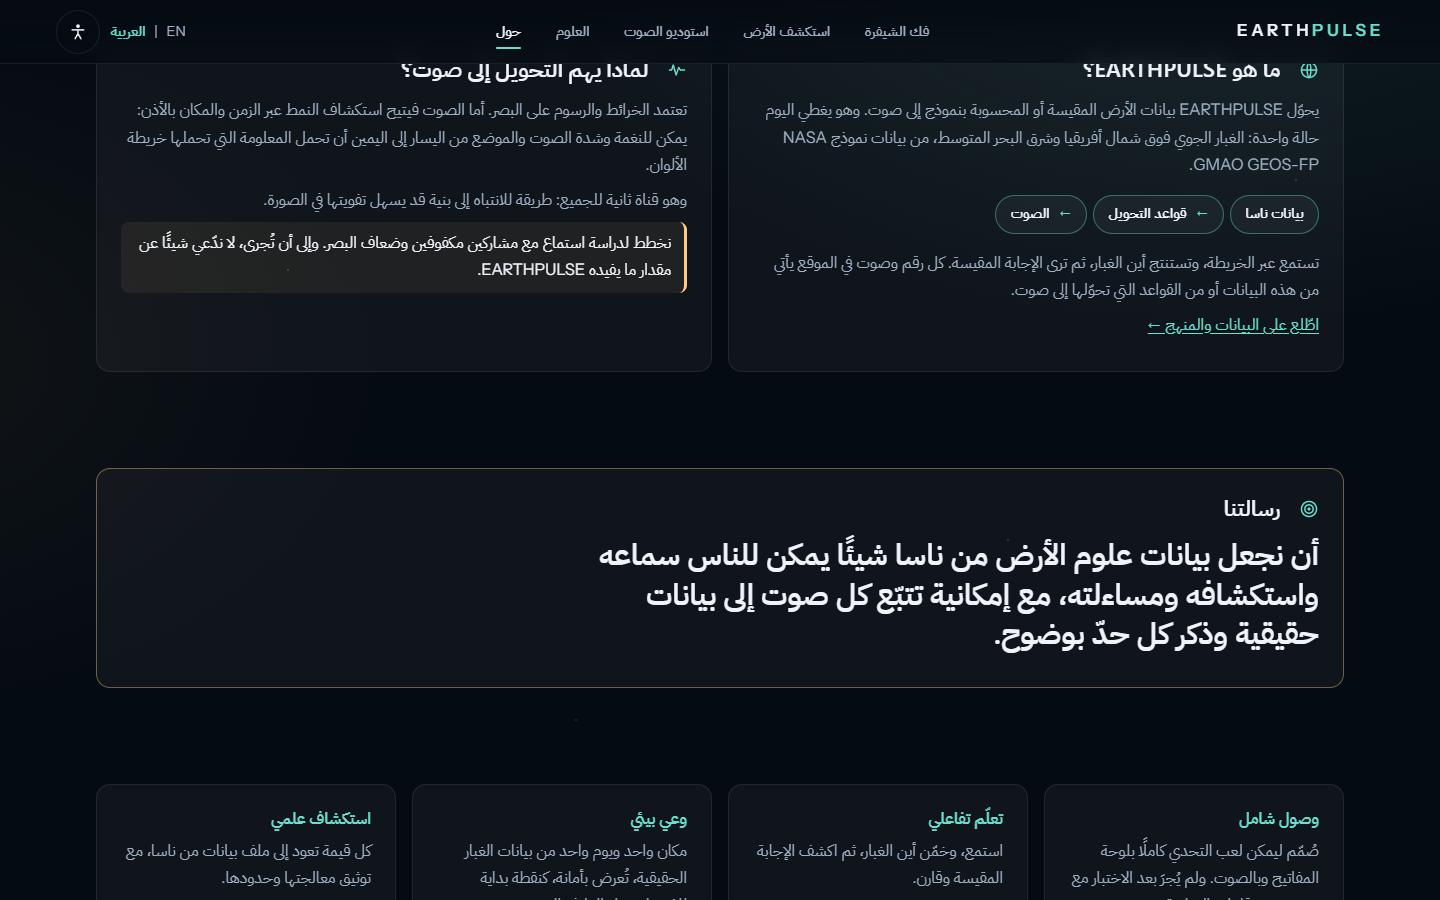 EARTHPULSE
فك الشيفرة
استكشف الأرض
استوديو الصوت
العلوم
حول
EN | العربية
ما هو EARTHPULSE؟
يحوّل EARTHPULSE بيانات الأرض المقيسة أو المحسوبة بنموذج إلى صوت. وهو يغطي اليوم
حالة واحدة: الغبار الجوي فوق شمال أفريقيا وشرق البحر المتوسط، من بيانات نموذج NASA
GMAO GEOS-FP.
بيانات ناسا
← قواعد التحويل
← الصوت
تستمع عبر الخريطة، وتستنتج أين الغبار، ثم ترى الإجابة المقيسة. كل رقم وصوت في الموقع يأتي
من هذه البيانات أو من القواعد التي تحوّلها إلى صوت.
اطّلع على البيانات والمنهج ←
لماذا يهم التحويل إلى صوت؟
تعتمد الخرائط والرسوم على البصر. أما الصوت فيتيح استكشاف النمط عبر الزمن والمكان بالأذن:
يمكن للنغمة وشدة الصوت والموضع من اليسار إلى اليمين أن تحمل المعلومة التي تحملها خريطة
الألوان.
وهو قناة ثانية للجميع: طريقة للانتباه إلى بنية قد يسهل تفويتها في الصورة.
نخطط لدراسة استماع مع مشاركين مكفوفين وضعاف البصر. وإلى أن تُجرى، لا ندّعي شيئًا عن
مقدار ما يفيده EARTHPULSE.
رسالتنا
أن نجعل بيانات علوم الأرض من ناسا شيئًا يمكن للناس سماعه
واستكشافه ومساءلته، مع إمكانية تتبّع كل صوت إلى بيانات
حقيقية وذكر كل حدّ بوضوح.
وصول شامل
صُمّم ليمكن لعب التحدي كاملًا بلوحة
المفاتيح وبالصوت. ولم يُجرَ بعد الاختبار مع
تعلّم تفاعلي
استمع، وخمّن أين الغبار، ثم اكشف الإجابة
المقيسة وقارن.
وعي بيئي
مكان واحد ويوم واحد من بيانات الغبار
الحقيقية، تُعرض بأمانة، كنقطة بداية
استكشاف علمي
كل قيمة تعود إلى ملف بيانات من ناسا، مع
توثيق معالجتها وحدودها.